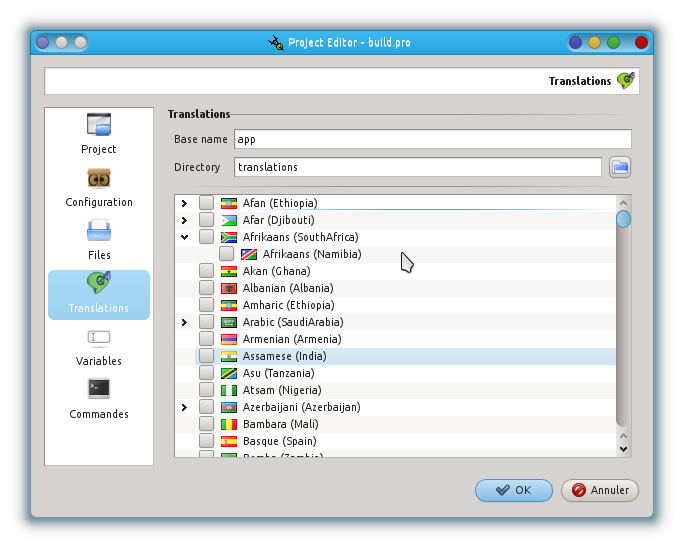 Project Editor - build.pro
Translations
Project
Configuration
Files
Translations
Variables
Commandes
Translations
Base name app
Directory translations
Afan (Ethiopia)
Afar (Djibouti)
Afrikaans (SouthAfrica)
Afrikaans (Namibia)
Akan (Ghana)
Albanian (Albania)
Amharic (Ethiopia)
Arabic (SaudiArabia)
Armenian (Armenia)
Assamese (India)
Asu (Tanzania)
Atsam (Nigeria)
Azerbaijani (Azerbaijan)
Bambara (Mali)
Basque (Spain)
OK Annuler